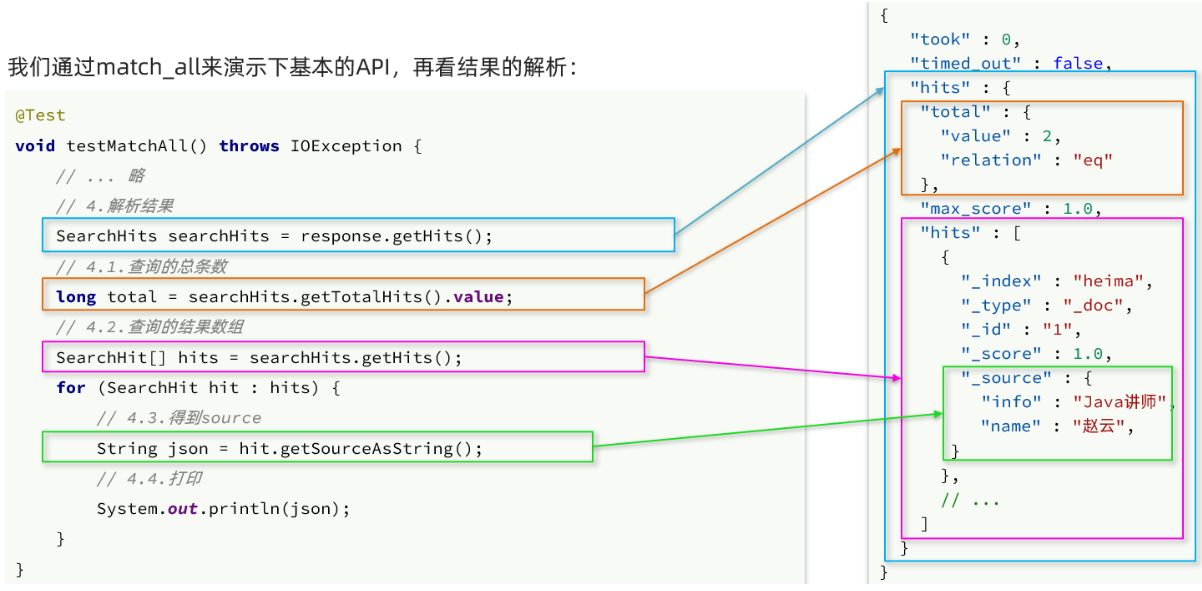 我们通过match_all来演示下基本的API，再看结果的解析：
@Test
void testMatchAll() throws IOException {
// ... 略
// 4.解析结果
SearchHits searchHits = response.getHits();
// 4.1.查询的总条数
long total = searchHits.getTotalHits().value;
// 4.2.查询的结果数组
SearchHit[] hits = searchHits.getHits();
for (SearchHit hit : hits) {
// 4.3.得到source
String json = hit.getSourceAsString();
// 4.4.打印
System.out.println(json);
}
}
{
"took" : 0,
"timed_out" : false,
"hits" : {
"total" : {
"value" : 2,
"relation" : "eq"
},
"max_score" : 1.0,
"hits" : [
{
"_index" : "heima",
"_type" : "_doc",
"_id" : "1",
"_score" : 1.0,
"_source" : {
"info" : "Java讲师",
"name" : "赵云",
}
},
// ...
]
}
}